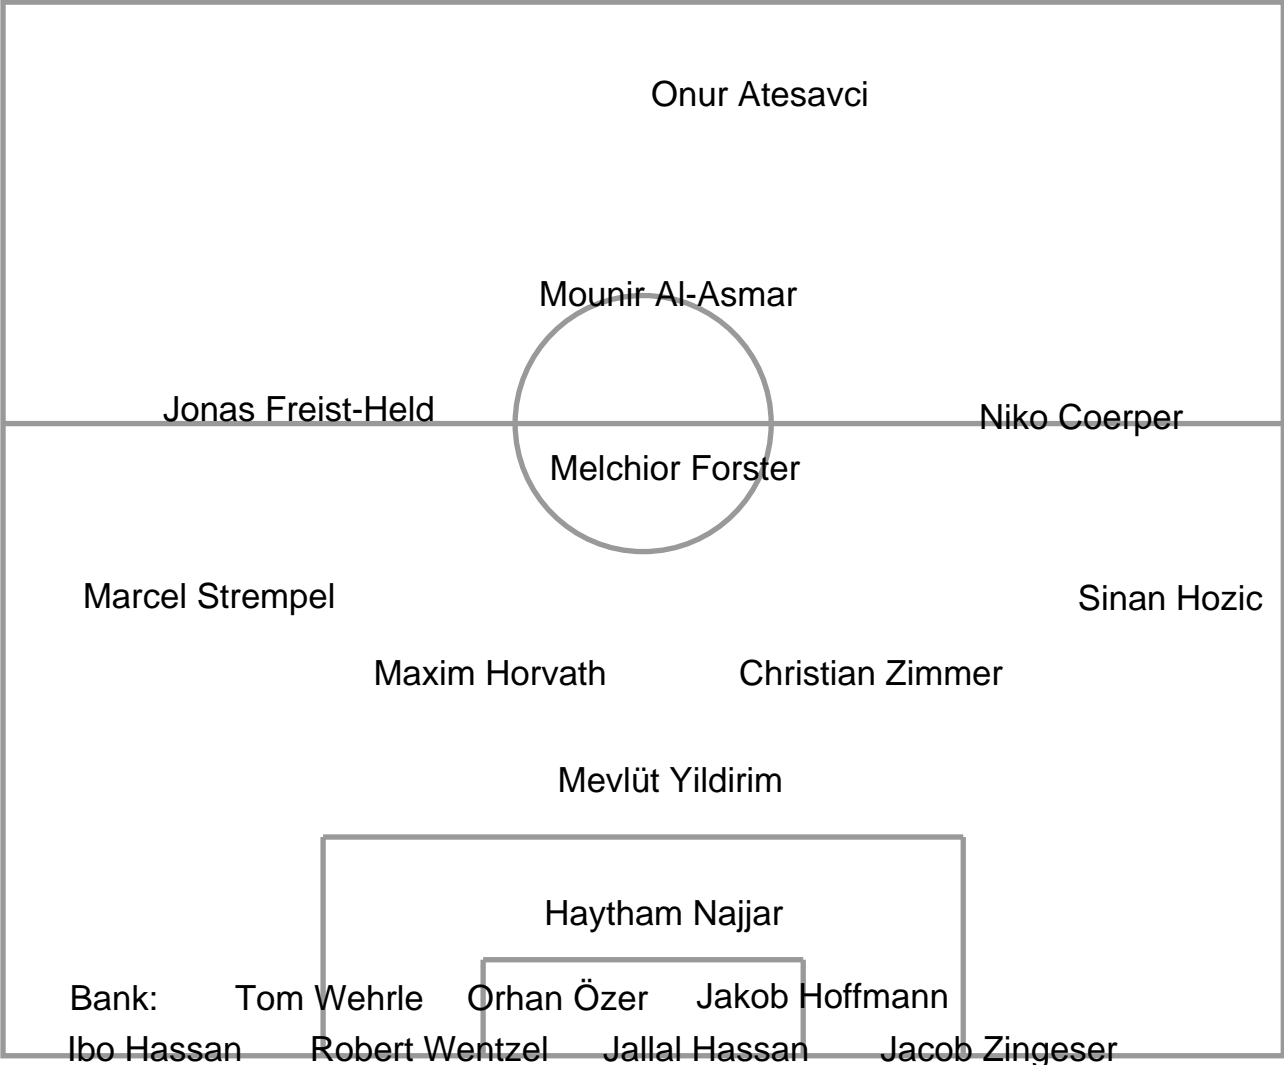 Onur Atesavci
Mounir Al-Asmar
Jonas Freist-Held
Niko Coerper
Melchior Forster
Marcel Strempel
Sinan Hozic
Maxim Horvath
Christian Zimmer
Mevlüt Yildirim
Haytham Najjar
Bank: Tom Wehrle Orhan Özer Jakob Hoffmann
Ibo Hassan Robert Wentzel Jallal Hassan Jacob Zingeser